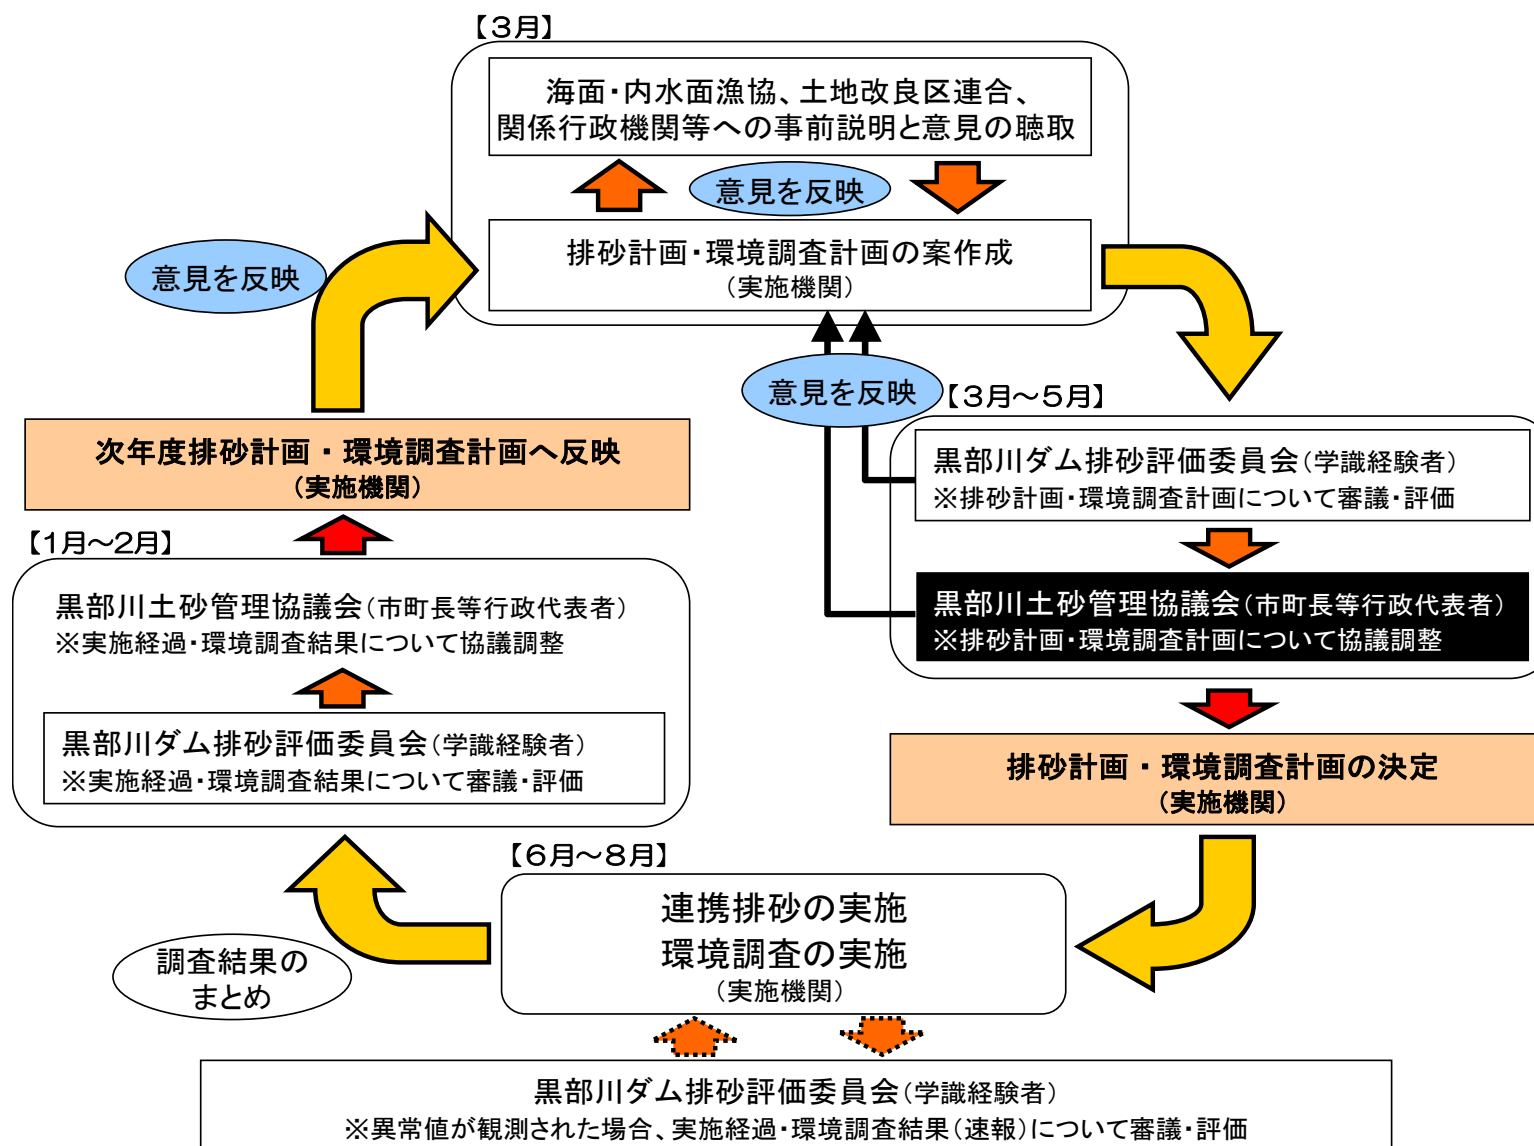 【3月】
海面・内水面漁協、土地改良区連合、
関係行政機関等への事前説明と意見の聴取
意見を反映
排砂計画・環境調査計画の案作成
(実施機関)
意見を反映
意見を反映
【3月～5月】
黒部川ダム排砂評価委員会(学識経験者)
※排砂計画・環境調査計画について審議・評価
黒部川土砂管理協議会(市町長等行政代表者)
※排砂計画・環境調査計画について協議調整
排砂計画・環境調査計画の決定
(実施機関)
次年度排砂計画・環境調査計画へ反映
(実施機関)
【1月～2月】
黒部川土砂管理協議会(市町長等行政代表者)
※実施経過・環境調査結果について協議調整
黒部川ダム排砂評価委員会(学識経験者)
※実施経過・環境調査結果について審議・評価
【6月～8月】
連携排砂の実施
環境調査の実施
(実施機関)
調査結果の
まとめ
黒部川ダム排砂評価委員会(学識経験者)
※異常値が観測された場合、実施経過・環境調査結果(速報)について審議・評価